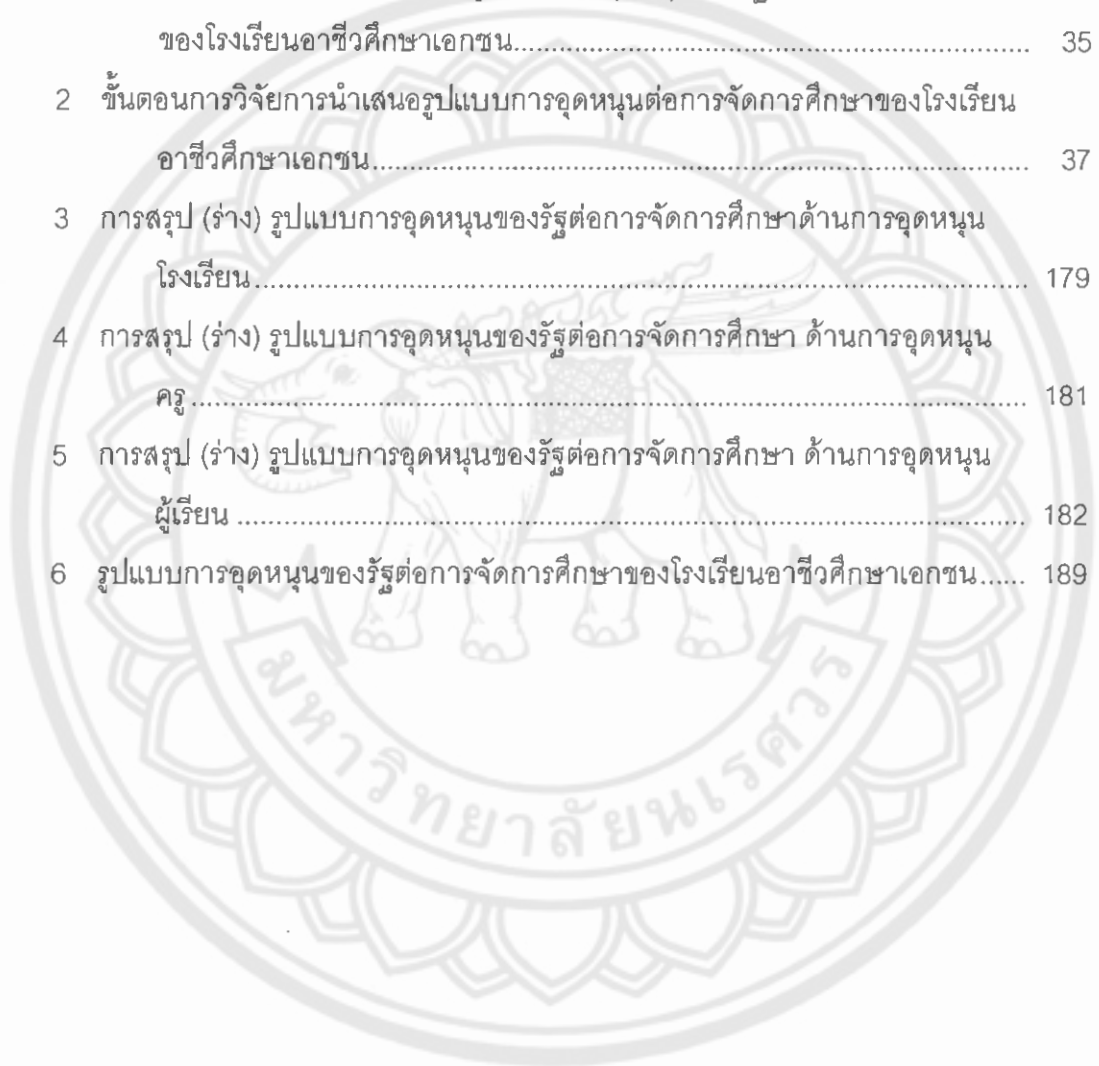 ของโรงเรียนอาชีวศึกษาเอกชน.................................................................. 35
2 ขั้นตอนการวิจัยการนำเสนอรูปแบบการอุดหนุนต่อการจัดการศึกษาของโรงเรียน
อาชีวศึกษาเอกชน.................................................................................... 37
3 การสรุป (ร่าง) รูปแบบการอุดหนุนของรัฐต่อการจัดการศึกษาด้านการอุดหนุน
โรงเรียน.................................................................................................... 179
4 การสรุป (ร่าง) รูปแบบการอุดหนุนของรัฐต่อการจัดการศึกษา ด้านการอุดหนุน
ครู............................................................................................................. 181
5 การสรุป (ร่าง) รูปแบบการอุดหนุนของรัฐต่อการจัดการศึกษา ด้านการอุดหนุน
ผู้เรียน...................................................................................................... 182
6 รูปแบบการอุดหนุนของรัฐต่อการจัดการศึกษาของโรงเรียนอาชีวศึกษาเอกชน...... 189
มหาวิทยาลัยนเรศวร